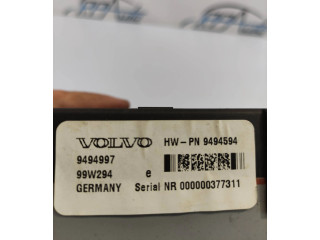 VOLVO HW-PN 9494594
9494997
99W294 e
GERMANY Serial NR 000000377311